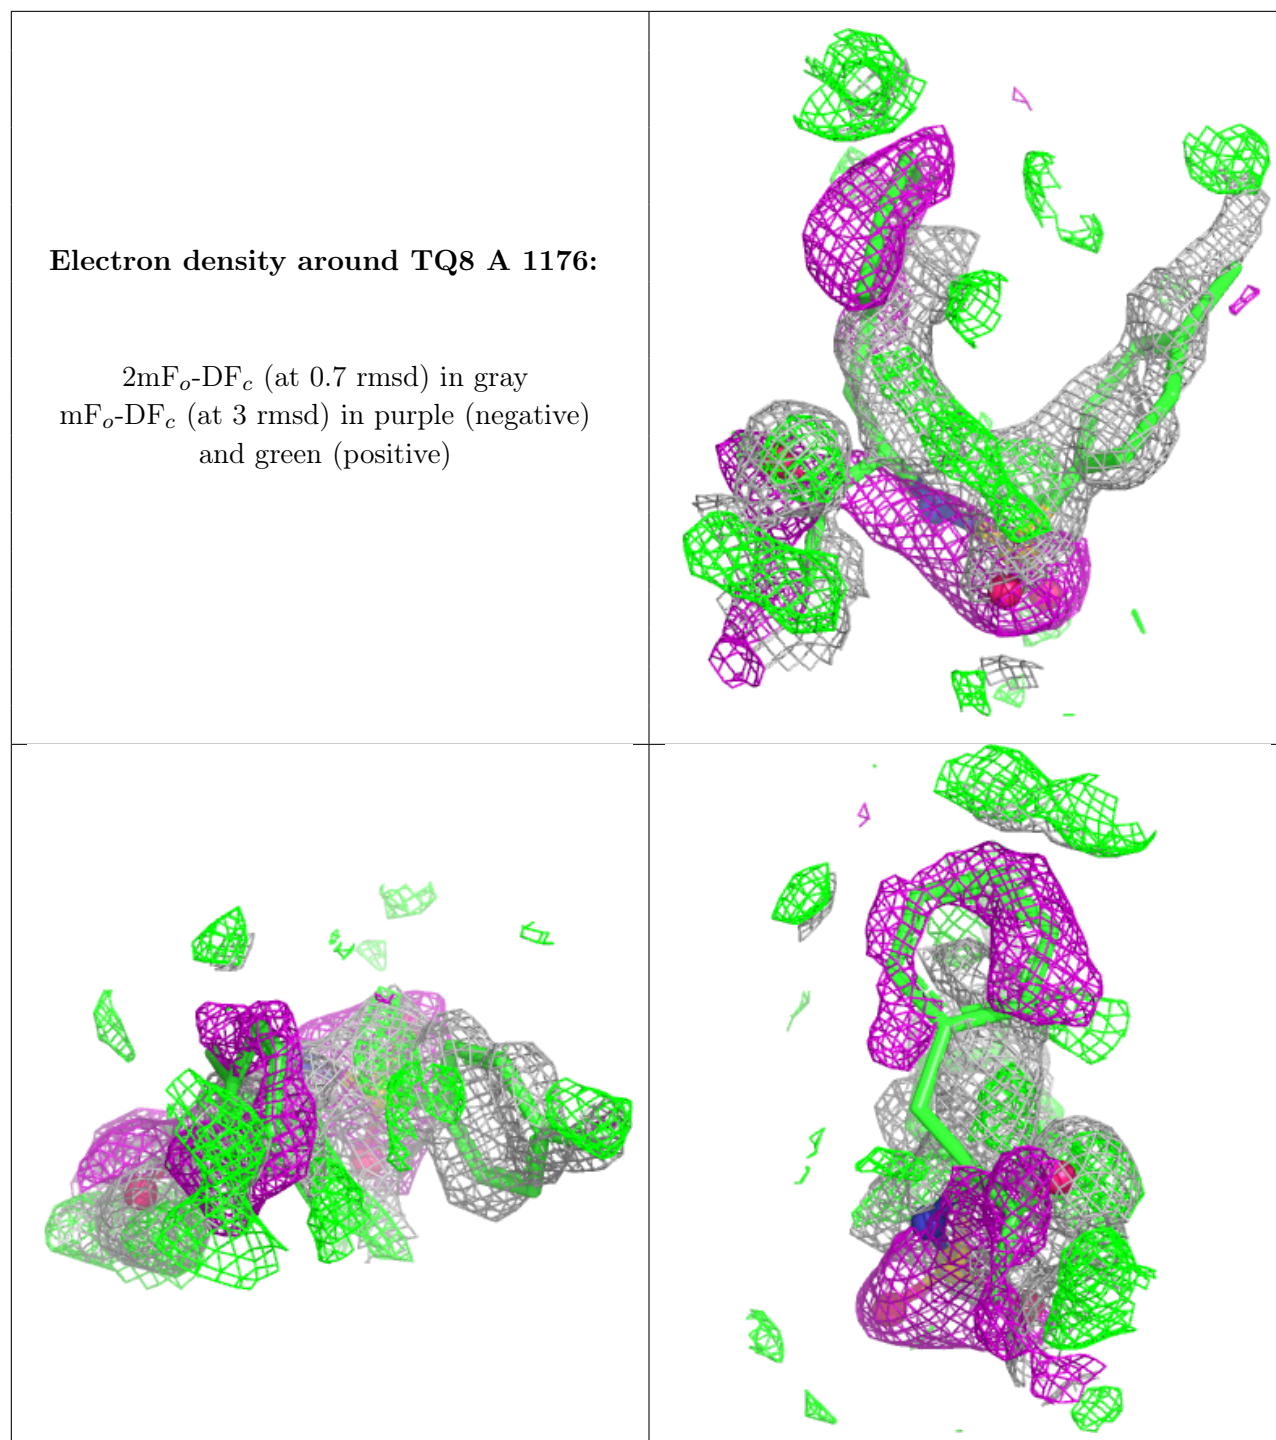 Electron density around TQ8 A 1176:
2mFo-DFc (at 0.7 rmsd) in gray
mFo-DFc (at 3 rmsd) in purple (negative)
and green (positive)